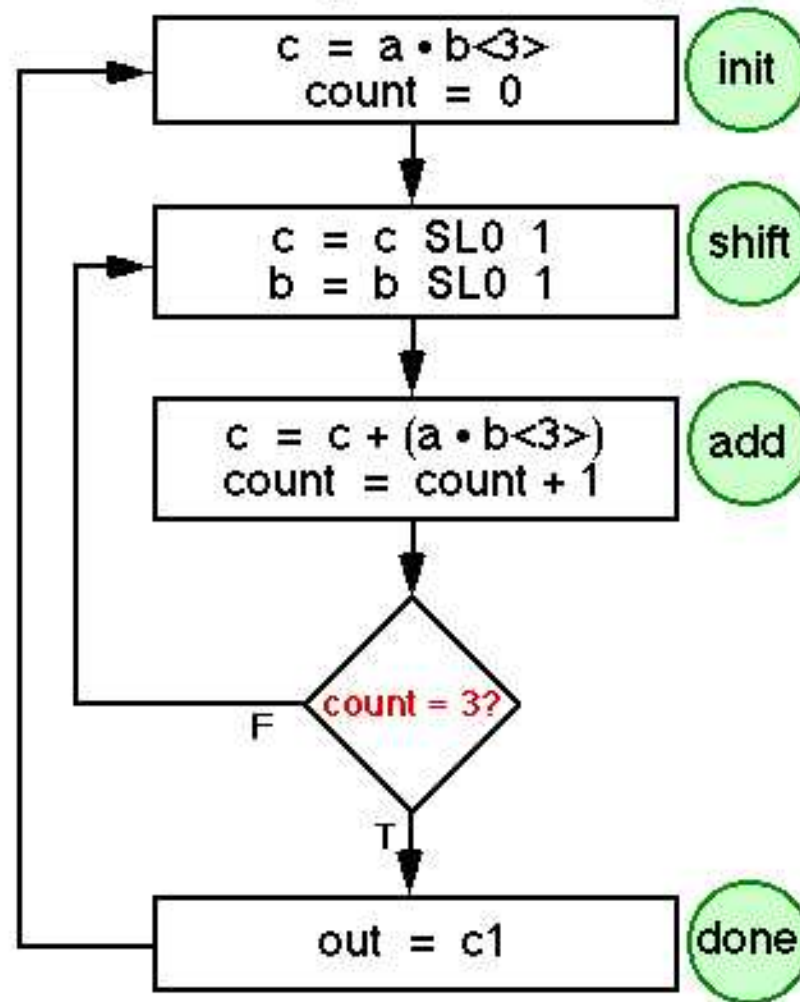 c = a • b<3>
count = 0
init
c = c SL0 1
b = b SL0 1
shift
c = c + (a • b<3>)
count = count + 1
add
count = 3?
F
T
out = c1
done